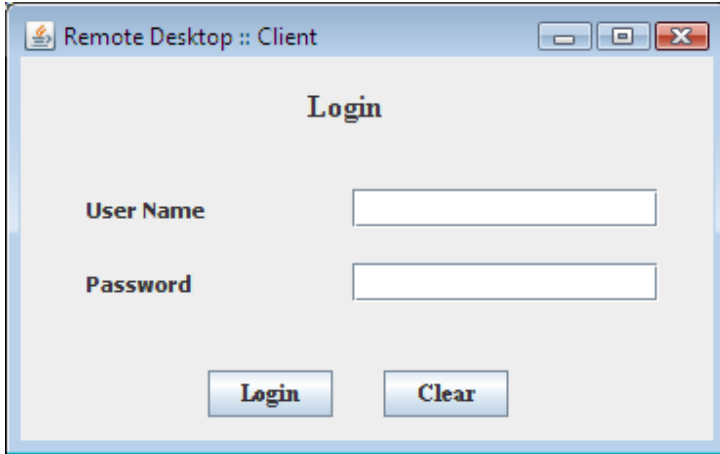 Remote Desktop :: Client
Login
User Name
Password
Login Clear